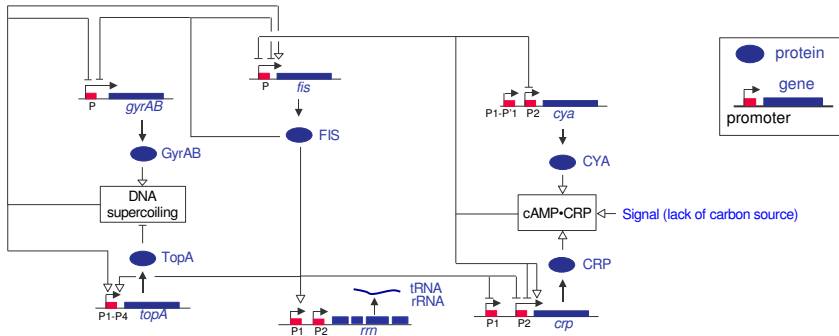 protein
P
fis
P
gyrAB
gene
promoter
P1-P'1
P2
cya
FIS
GyrAB
CYA
DNA
supercoiling
cAMP•CRP
Signal (lack of carbon source)
TopA
CRP
tRNA
rRNA
P1-P4
topA
P1
P2
rrn
P1
P2
crp